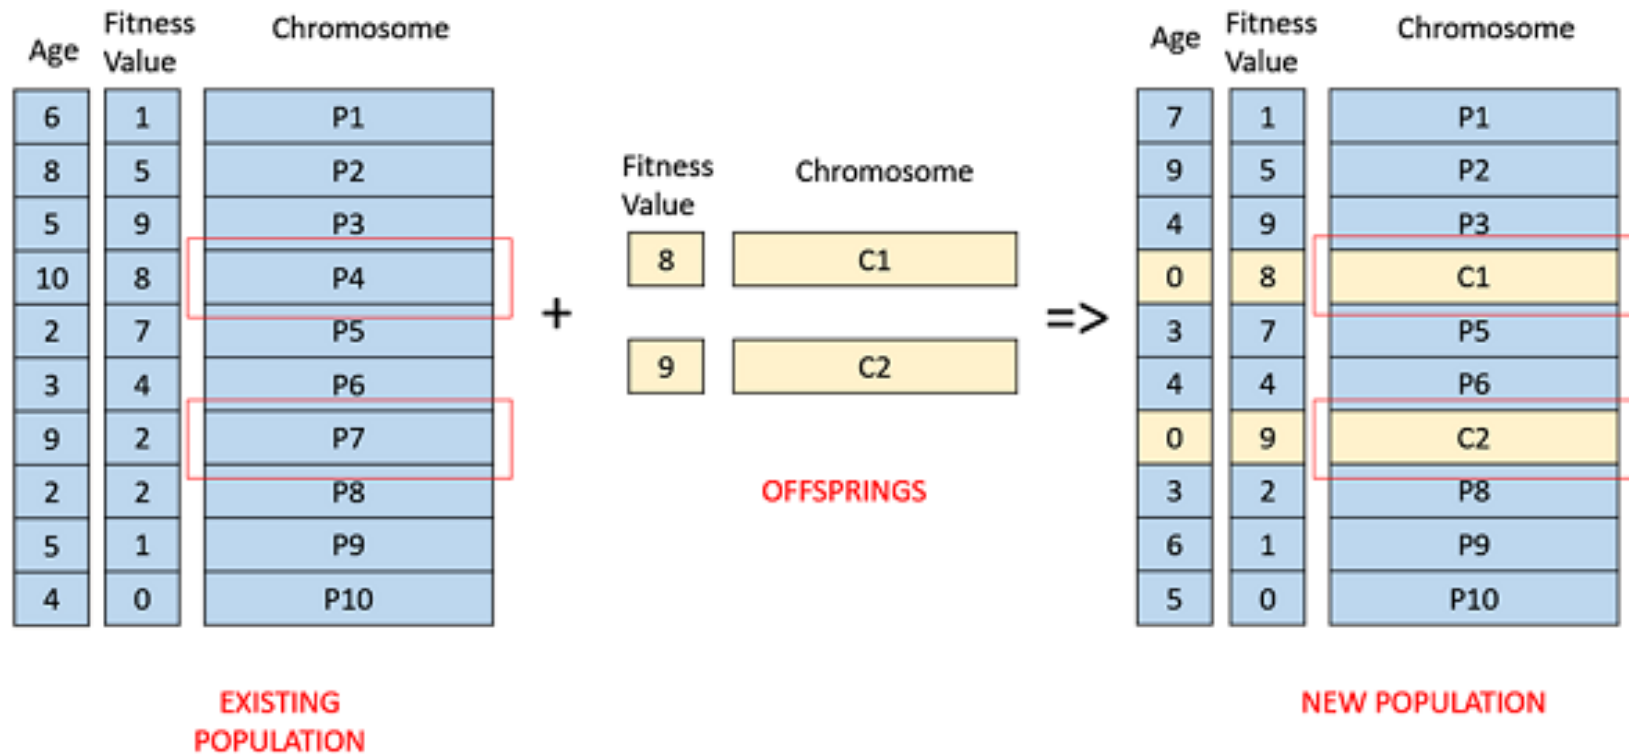 Age Fitness Value Chromosome
6 1 P1
8 5 P2
5 9 P3
10 8 P4
2 7 P5
3 4 P6
9 2 P7
2 2 P8
5 1 P9
4 0 P10
EXISTING
POPULATION
+
Fitness Value Chromosome
8 C1
9 C2
OFFSPRINGS
=>
Age Fitness Value Chromosome
7 1 P1
9 5 P2
4 9 P3
0 8 C1
3 7 P5
4 4 P6
0 9 C2
3 2 P8
6 1 P9
5 0 P10
NEW POPULATION